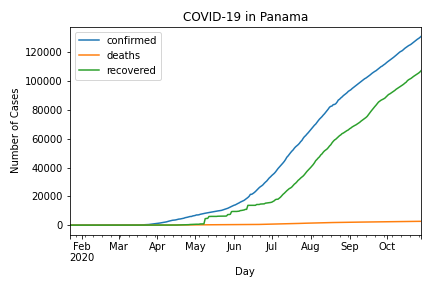 COVID-19 in Panama
confirmed
deaths
recovered
Number of Cases
120000
100000
80000
60000
40000
20000
0
Feb Mar Apr May Jun Jul Aug Sep Oct
2020
Day